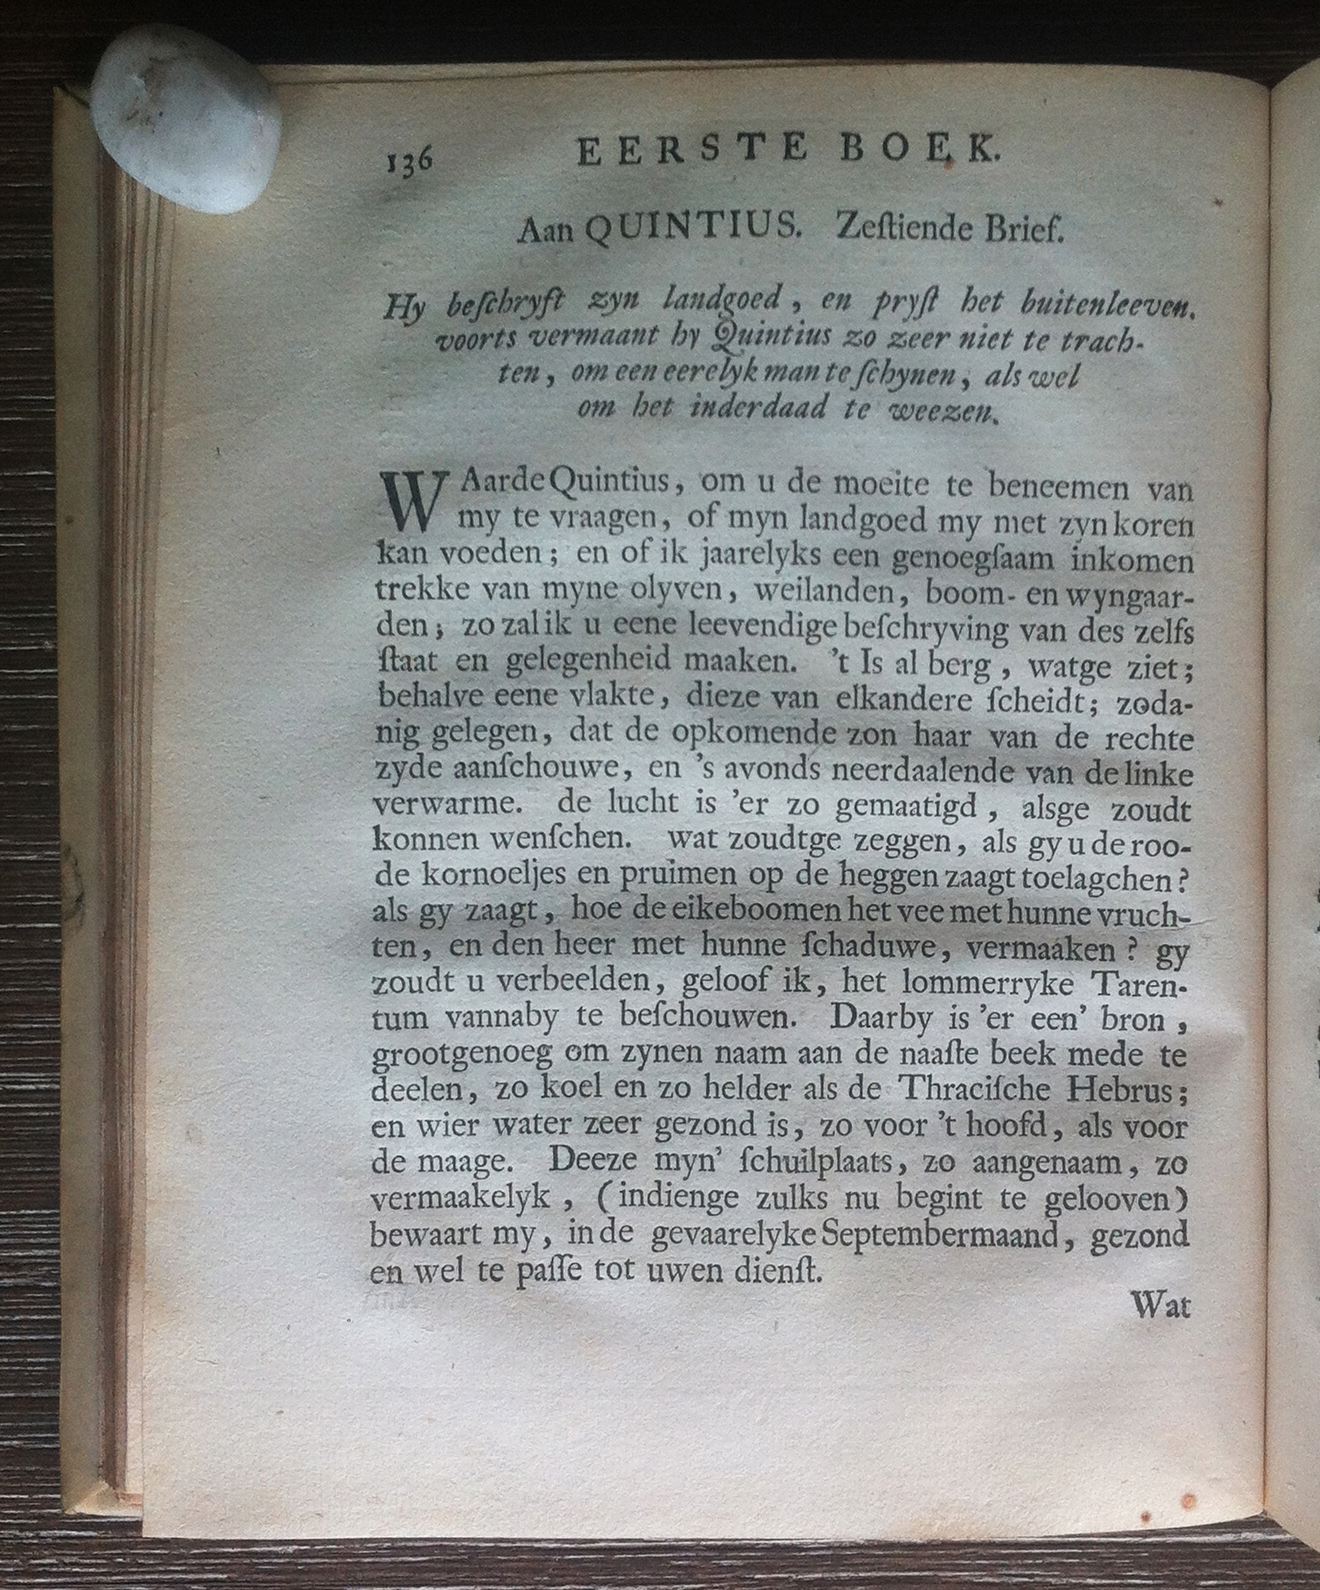 136 EERSTE BOEK.
Aan QUINTIUS. Zeſtiende Brief.
Hy beſchryft zyn landgoed, en pryſt het buitenleeven.
voorts vermaant hy Quintius zo zeer niet te trach-
ten, om een eerelyk man te ſchynen, als wel
om het inderdaad te weezen.
WAarde Quintius, om u de moeite te beneemen van
my te vraagen, of myn landgoed my met zyn koren
kan voeden; en of ik jaarelyks een genoegſaam inkomen
trekke van myne olyven, weilanden, boom- en wyngaar-
den; zo zal ik u eene leevendige beſchryving van des zelfs
ſtaat en gelegenheid maaken. 't Is al berg, watge ziet;
behalve eene vlakte, dieze van elkandere ſcheidt; zoda-
nig gelegen, dat de opkomende zon haar van de rechte
zyde aanſchouwe, en 's avonds neerdaalende van de linke
verwarme. de lucht is 'er zo gemaatigd, alsge zoudt
konnen wenſchen. wat zoudtge zeggen, als gy u de roo-
de kornoeljes en pruimen op de heggen zaagt toelagchen?
als gy zaagt, hoe de eikeboomen het vee met hunne vruch-
ten, en den heer met hunne ſchaduwe, vermaaken? gy
zoudt u verbeelden, geloof ik, het lommerryke Taren-
tum vannaby te beſchouwen. Daarby is 'er een' bron,
grootgenoeg om zynen naam aan de naaſte beek mede te
deelen, zo koel en zo helder als de Thraciſche Hebrus;
en wier water zeer gezond is, zo voor 't hoofd, als voor
de maage. Deeze myn' ſchuilplaats, zo aangenaam, zo
vermaakelyk, (indienge zulks nu begint te gelooven)
bewaart my, in de gevaarelyke Septembermaand, gezond
en wel te paſſe tot uwen dienſt.
Wat